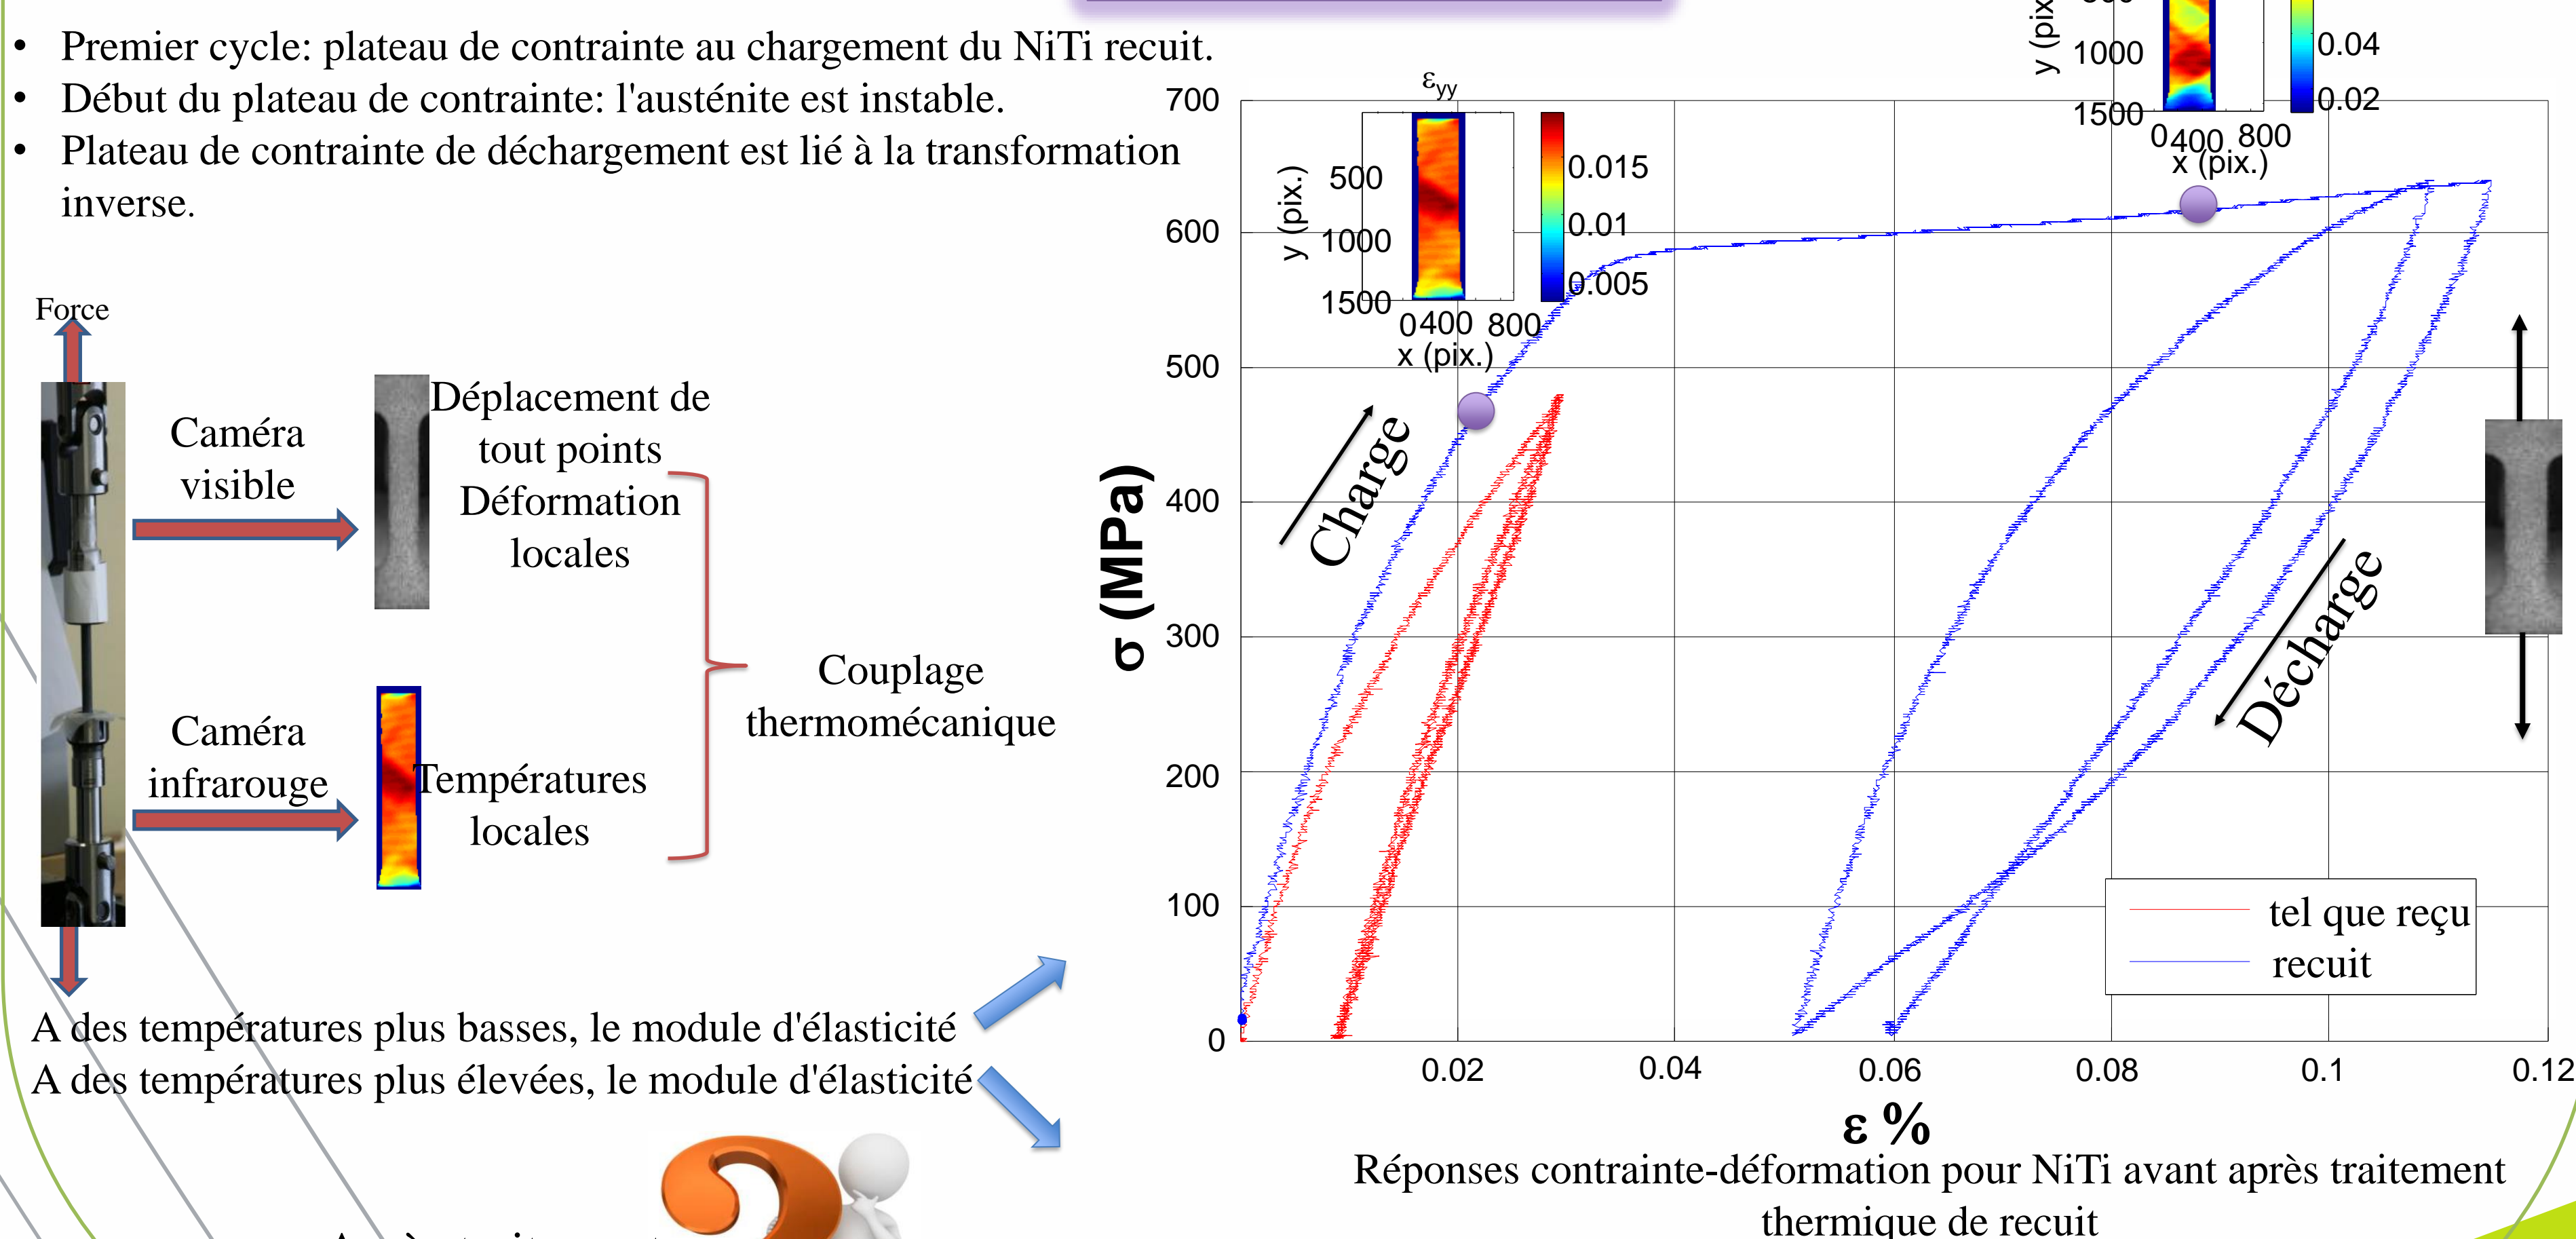 • Premier cycle: plateau de contrainte au chargement du NiTi recuit.
• Début du plateau de contrainte: l'austénite est instable.
• Plateau de contrainte de déchargement est lié à la transformation
inverse.
Force
Caméra
visible
Déplacement de
tout points
Déformation
locales
Caméra
infrarouge
Températures
locales
Couplage
thermomécanique
A des températures plus basses, le module d'élasticité
A des températures plus élevées, le module d'élasticité
y (pix.)
1000
1500
0 400 800
x (pix.)
0.04
0.02
εyy
y (pix.)
500
1000
1500
0 400 800
x (pix.)
0.015
0.01
0.005
σ (MPa)
700
600
500
400
300
200
100
0
Charge
Décharge
tel que reçu
recuit
0.02 0.04 0.06 0.08 0.1 0.12
ε %
Réponses contrainte-déformation pour NiTi avant après traitement
thermique de recuit